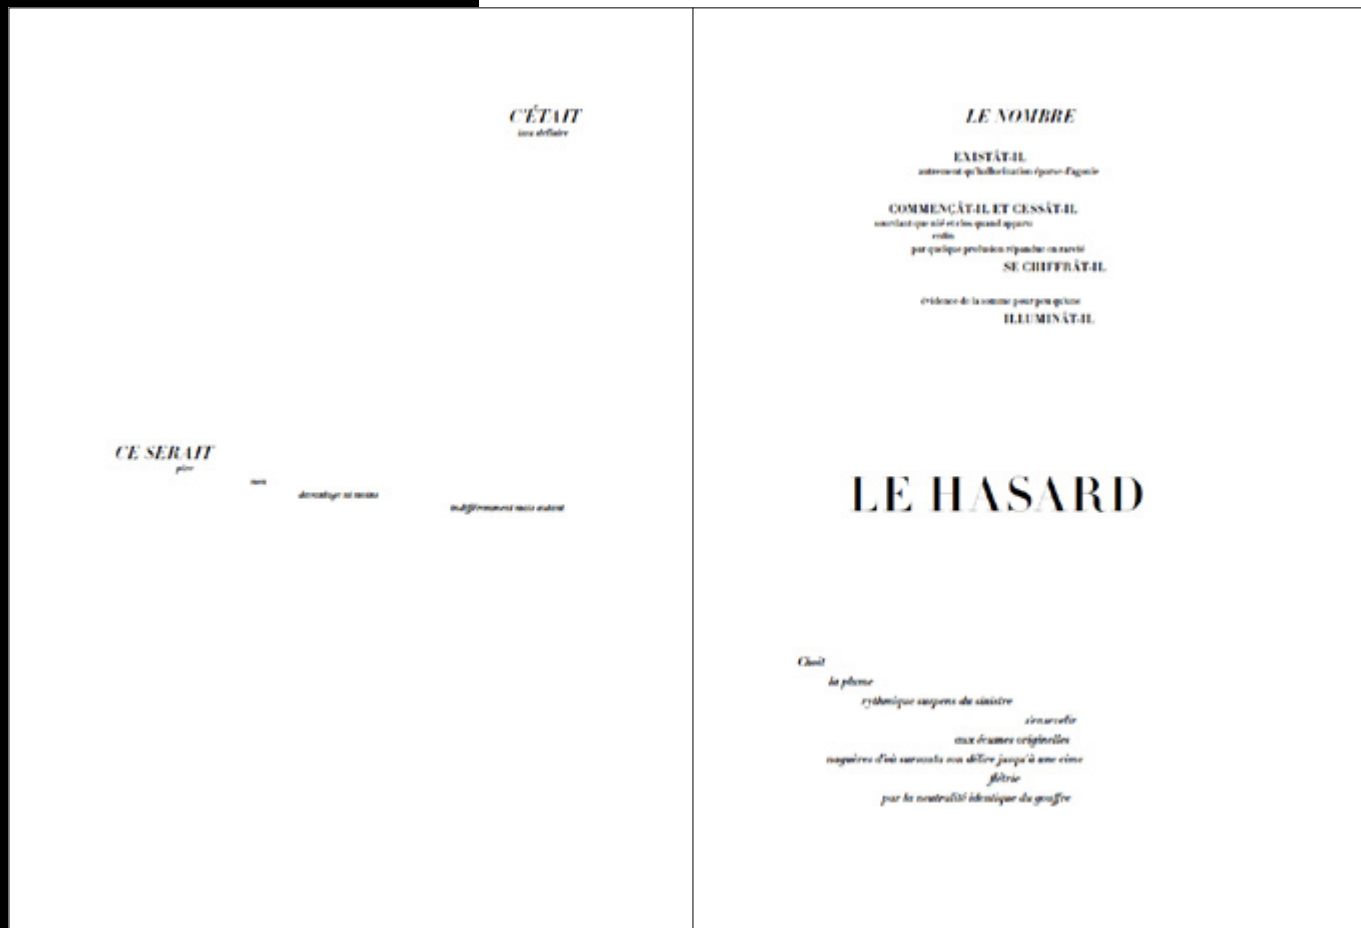 C'ÉTAIT
issu stellaire
CE SERAIT
pire
non
davantage ni moins
indifféremment mais autant
LE NOMBRE
EXISTÂT-IL
autrement qu'hallucination éparse d'agonie
COMMENÇÂT-IL ET CESSÂT-IL
sourdant que nié et clos quand apparu
enfin
par quelque profusion répandue en rareté
SE CHIFFRÂT-IL
évidence de la somme pour peu qu'une
ILLUMINÂT-IL
LE HASARD
Choit
la plume
rythmique suspens du sinistre
s'ensevelir
aux écumes originelles
naguères d'où sursauta son délire jusqu'à une cime
flétrie
par la neutralité identique du gouffre